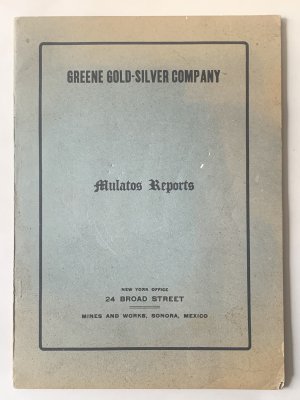 GREENE GOLD-SILVER COMPANY
Mulatos Reports
NEW YORK OFFICE
24 BROAD STREET
MINES AND WORKS, SONORA, MEXICO